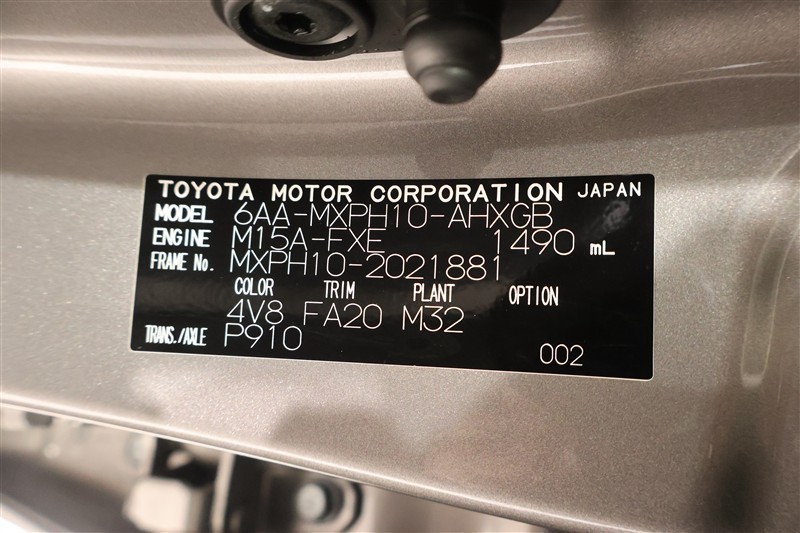 TOYOTA MOTOR CORPORATION JAPAN
MODEL 6AA-MXPH10-AHXGB
ENGINE M15A-FXE 1490 mL
FRAME No. MXPH10-2021881
COLOR TRIM PLANT OPTION
4V8 FA20 M32
TRANS./AXLE P910
002